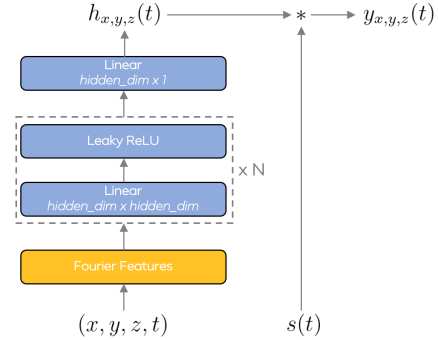 h_{x,y,z}(t)
*
y_{x,y,z}(t)
Linear
hidden_dim x 1
Leaky ReLU
x N
Linear
hidden_dim x hidden_dim
Fourier Features
(x, y, z, t)
s(t)